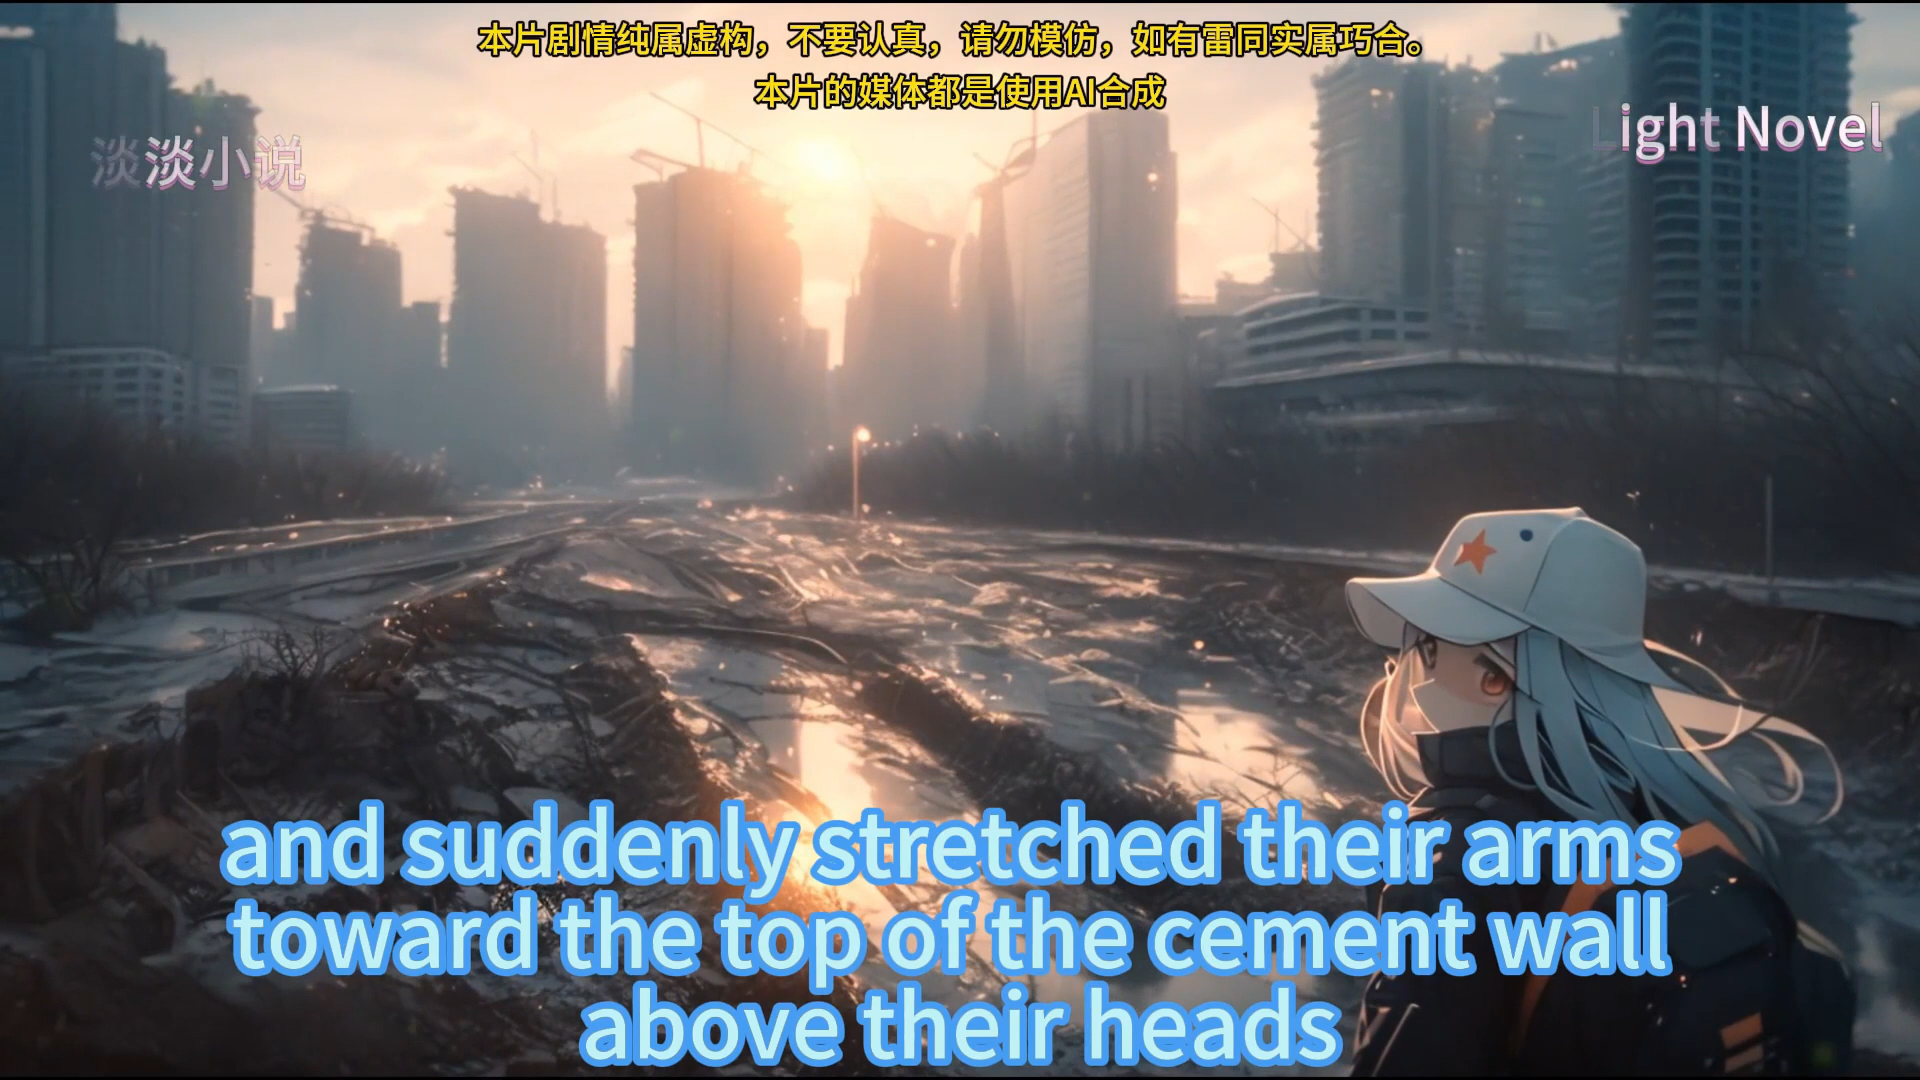 本片剧情纯属虚构，不要认真，请勿模仿，如有雷同实属巧合。
本片的媒体都是使用AI合成
淡淡小说
Light Novel
and suddenly stretched their arms
toward the top of the cement wall
above their heads